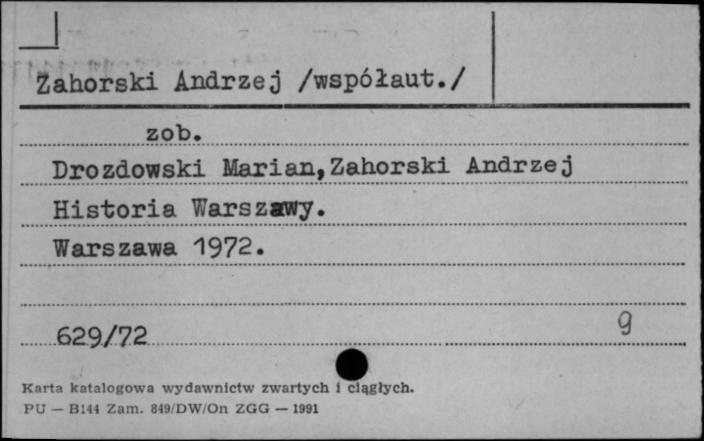 Zahorski Andrzej /współaut./
zob.
Drozdowski Marian,Zahorski Andrzej
Historia Warszawy.
Warszawa 1972.
629/72
9
Karta katalogowa wydawnictw zwartych i ciągłych.
PU — B144 Zam. 849/DW/On ZGG — 1991